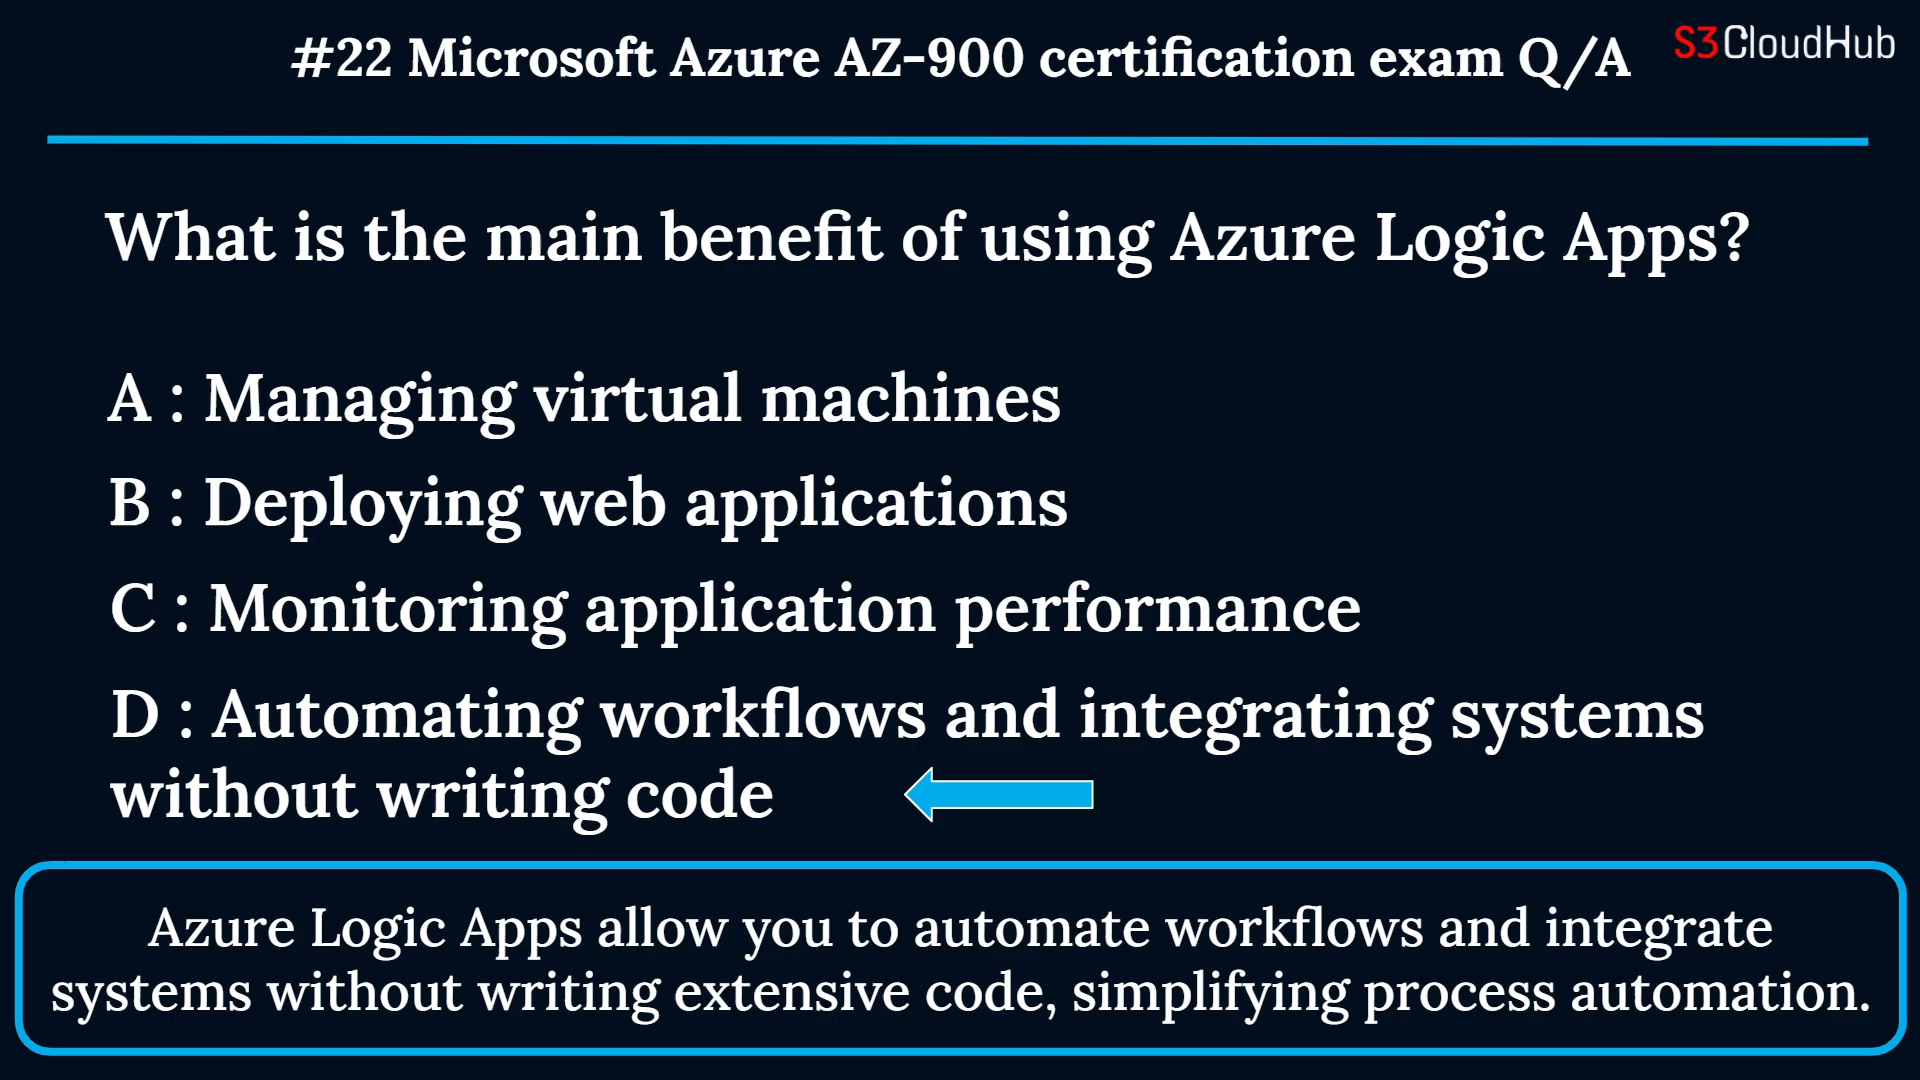 #22 Microsoft Azure AZ-900 certification exam Q/A
S3CloudHub
What is the main benefit of using Azure Logic Apps?
A : Managing virtual machines
B : Deploying web applications
C : Monitoring application performance
D : Automating workflows and integrating systems
without writing code
Azure Logic Apps allow you to automate workflows and integrate
systems without writing extensive code, simplifying process automation.